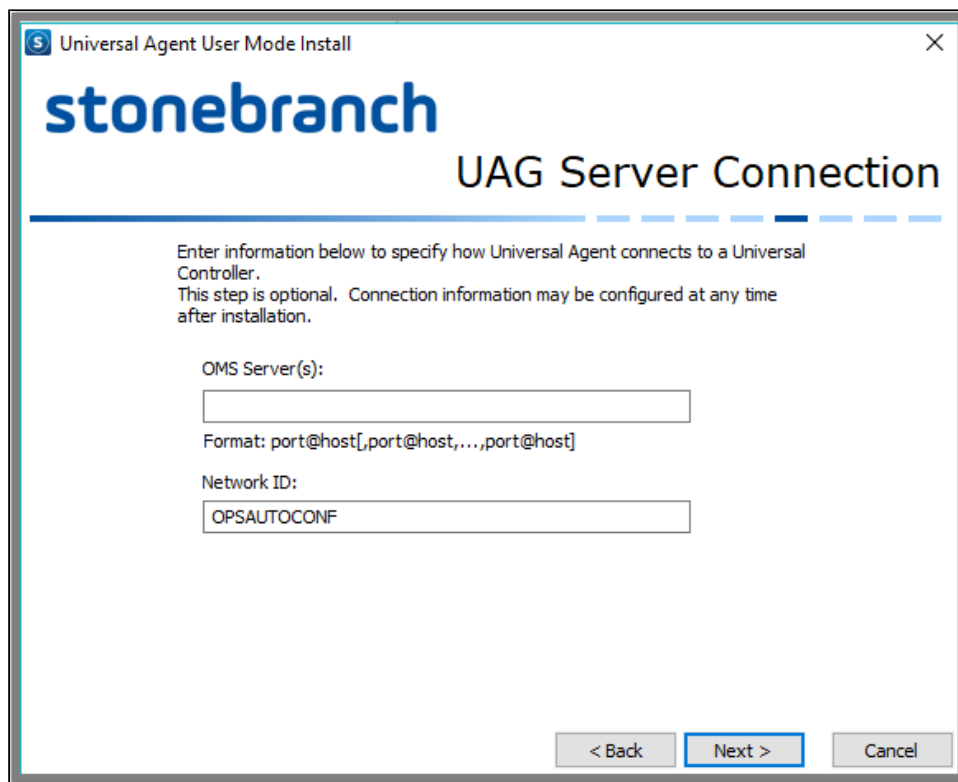 S Universal Agent User Mode Install
stonebranch
UAG Server Connection
Enter information below to specify how Universal Agent connects to a Universal
Controller.
This step is optional.  Connection information may be configured at any time
after installation.
OMS Server(s):
Format: port@host[,port@host,...,port@host]
Network ID:
OPSAUTOCONF
< Back
Next >
Cancel